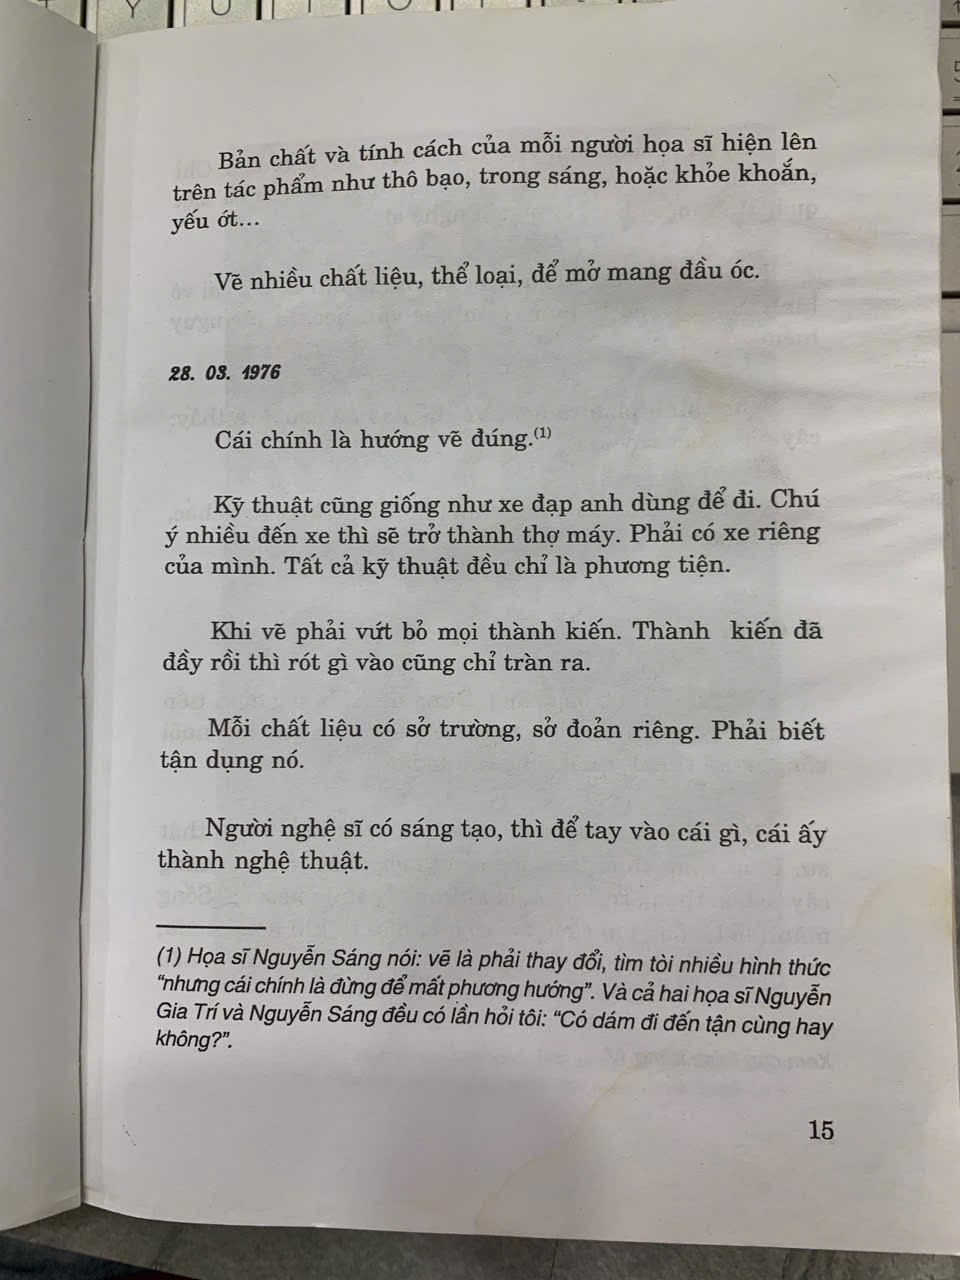 Y U I O
Bản chất và tính cách của mỗi người họa sĩ hiện lên
trên tác phẩm như thô bạo, trong sáng, hoặc khỏe khoắn,
yếu ớt...
Vẽ nhiều chất liệu, thể loại, để mở mang đầu óc.
28. 03. 1976
Cái chính là hướng vẽ đúng.(1)
Kỹ thuật cũng giống như xe đạp anh dùng để đi. Chú
ý nhiều đến xe thì sẽ trở thành thợ máy. Phải có xe riêng
của mình. Tất cả kỹ thuật đều chỉ là phương tiện.
Khi vẽ phải vứt bỏ mọi thành kiến. Thành kiến đã
đầy rồi thì rót gì vào cũng chỉ tràn ra.
Mỗi chất liệu có sở trường, sở đoản riêng. Phải biết
tận dụng nó.
Người nghệ sĩ có sáng tạo, thì để tay vào cái gì, cái ấy
thành nghệ thuật.
(1) Họa sĩ Nguyễn Sáng nói: vẽ là phải thay đổi, tìm tòi nhiều hình thức
“nhưng cái chính là đừng để mất phương hướng”. Và cả hai họa sĩ Nguyễn
Gia Trí và Nguyễn Sáng đều có lần hỏi tôi: “Có dám đi đến tận cùng hay
không?”.
15